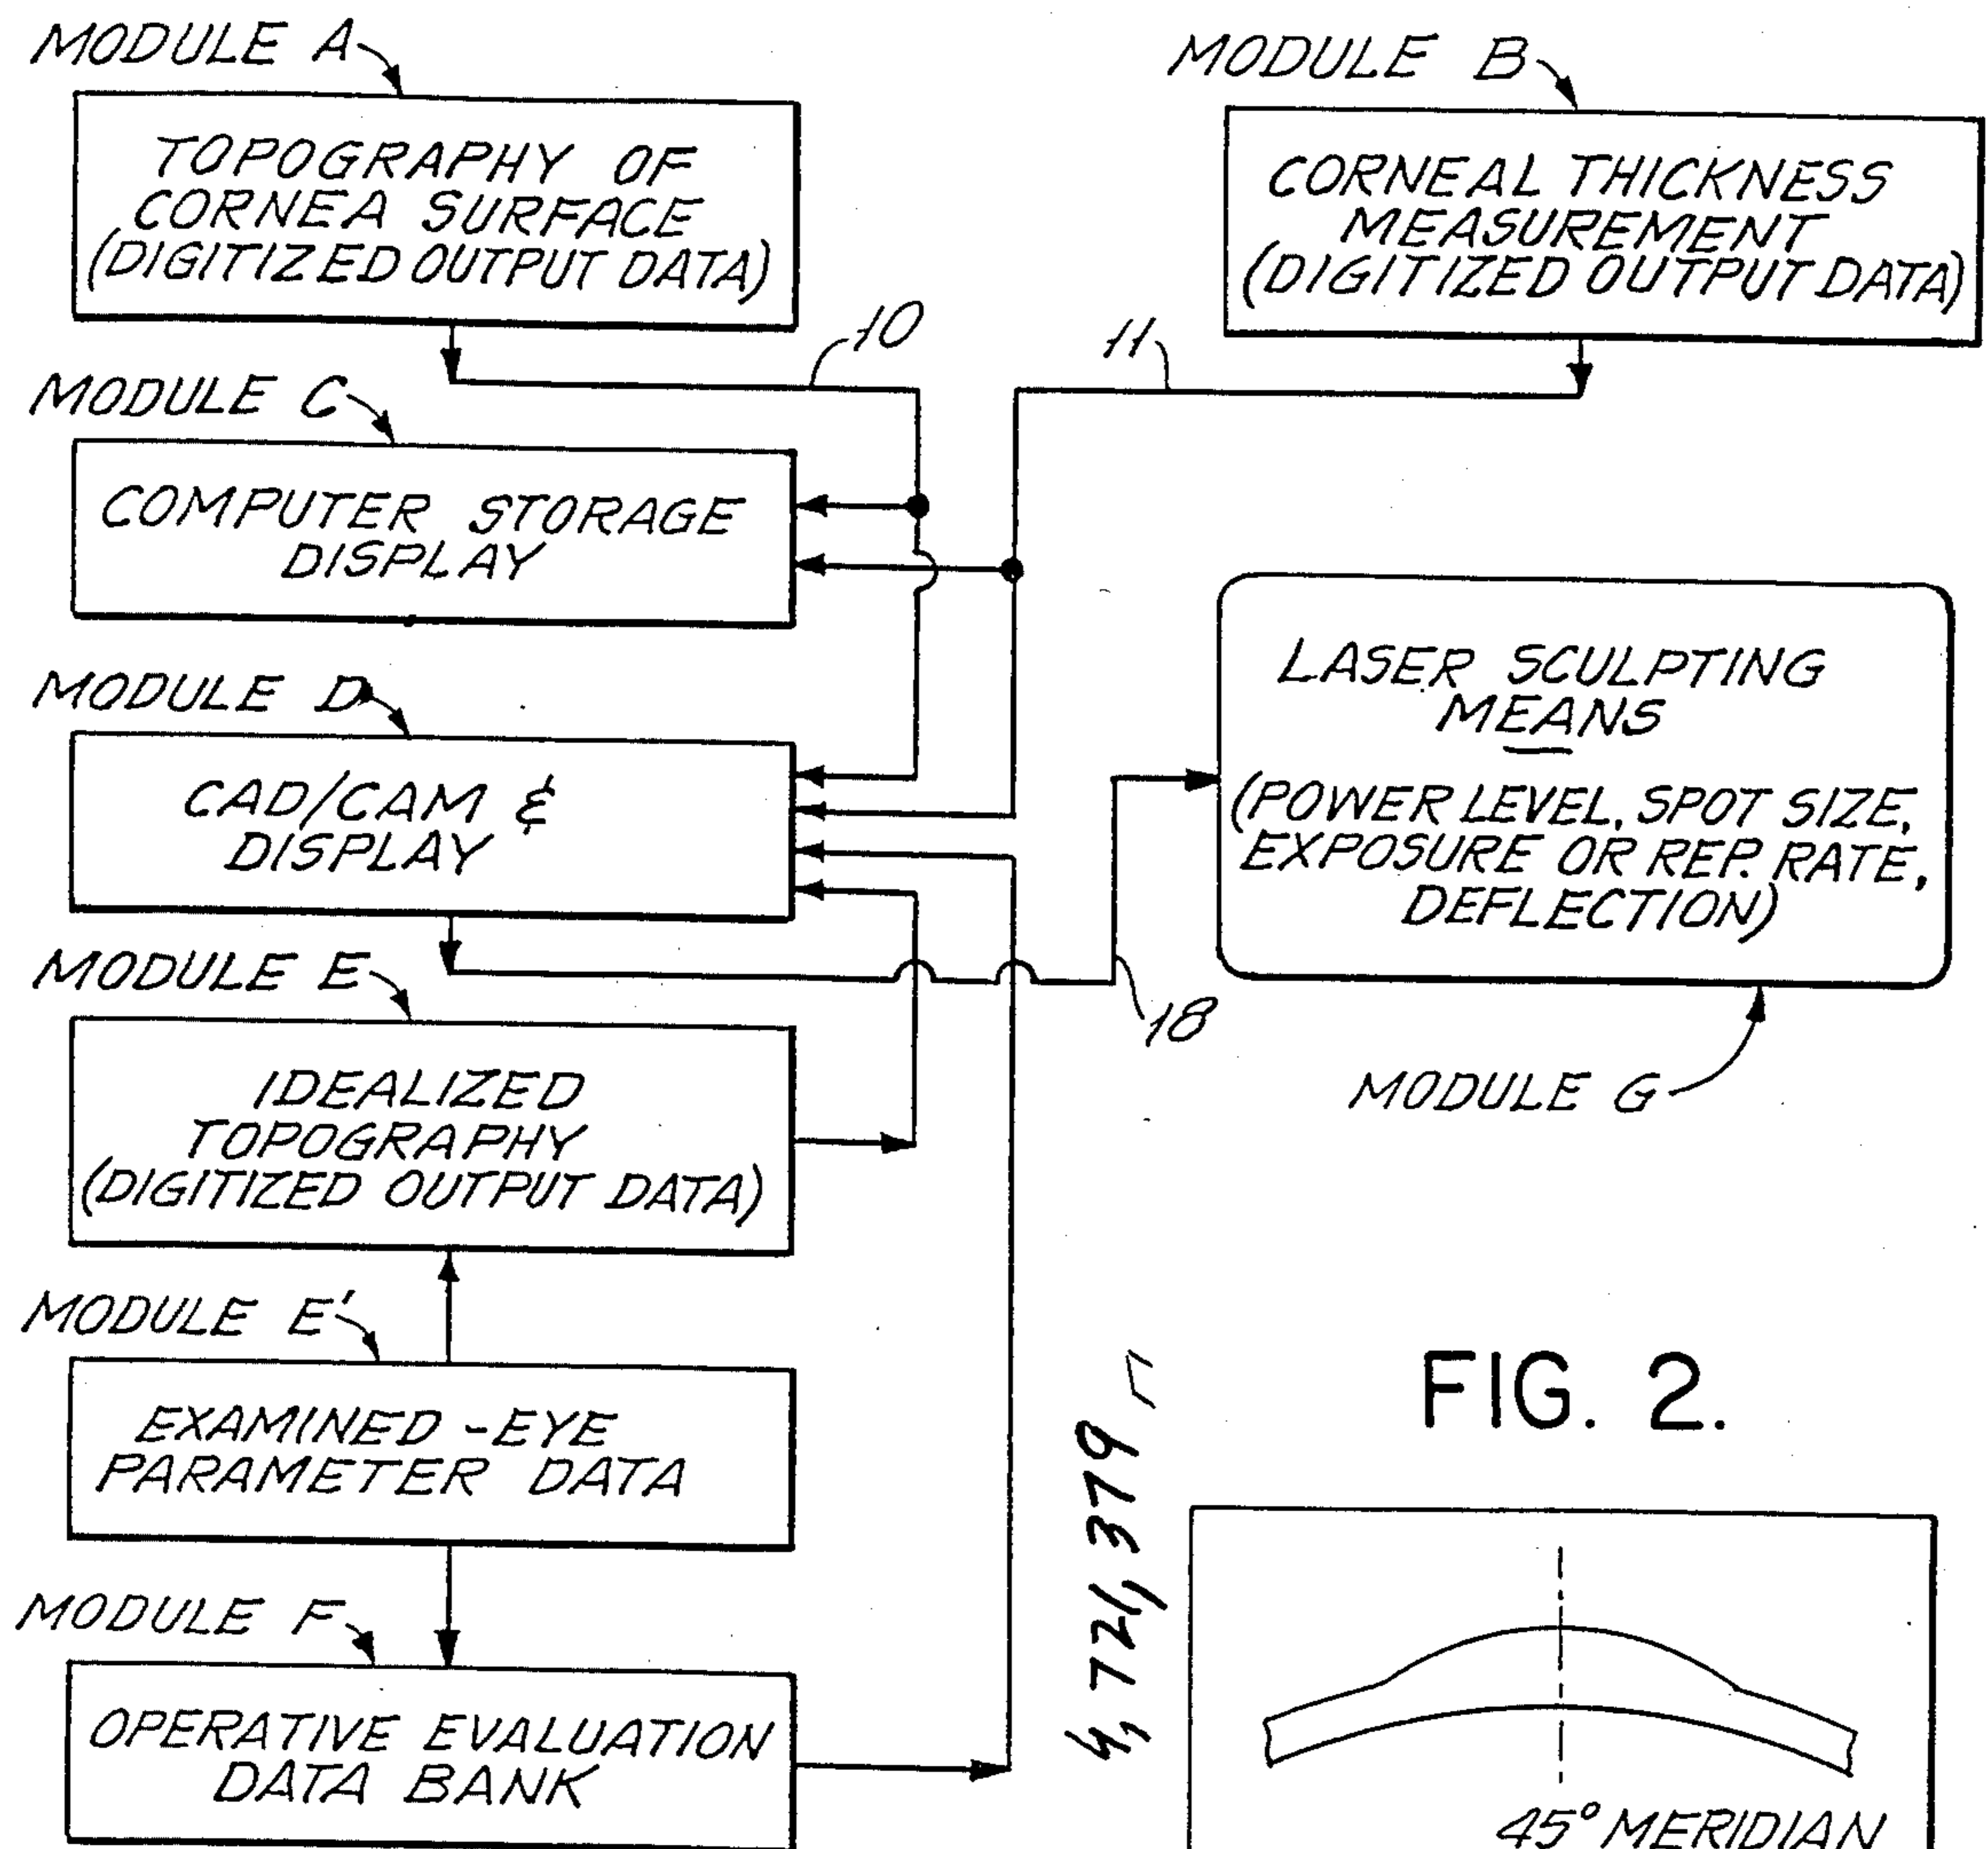 MODULE A
TOPOGRAPHY OF
CORNEA SURFACE
(DIGITIZED OUTPUT DATA)
MODULE B
CORNEAL THICKNESS
MEASUREMENT
(DIGITIZED OUTPUT DATA)
10
11
MODULE C
COMPUTER STORAGE
DISPLAY
MODULE D
CAD/CAM &
DISPLAY
LASER SCULPTING
MEANS
(POWER LEVEL, SPOT SIZE,
EXPOSURE OR REP. RATE,
DEFLECTION)
18
MODULE G
MODULE E
IDEALIZED
TOPOGRAPHY
(DIGITIZED OUTPUT DATA)
MODULE E'
EXAMINED-EYE
PARAMETER DATA
MODULE F
OPERATIVE EVALUATION
DATA BANK
4,721,379
FIG. 2.
45° MERIDIAN